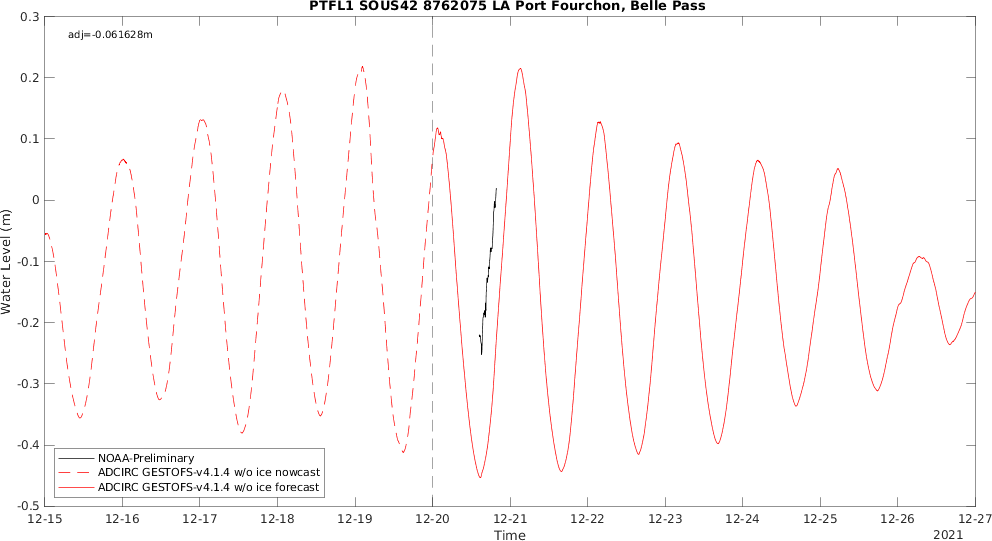 PTFL1 SOUS42 8762075 LA Port Fourchon, Belle Pass
adj=-0.061628m
0.3
0.2
0.1
0
-0.1
-0.2
-0.3
-0.4
-0.5
Water Level (m)
NOAA-Preliminary
ADCIRC GESTOFS-v4.1.4 w/o ice nowcast
ADCIRC GESTOFS-v4.1.4 w/o ice forecast
12-15 12-16 12-17 12-18 12-19 12-20 12-21 12-22 12-23 12-24 12-25 12-26 12-27
Time
2021